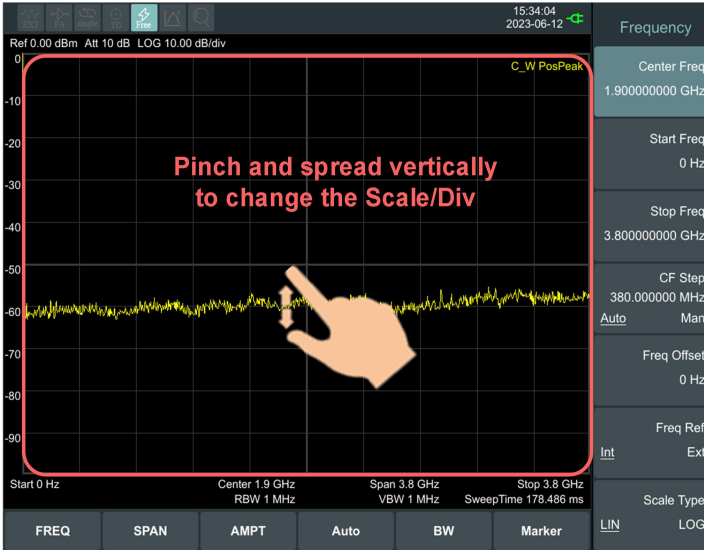 15:34:04
EXT PA single TG Free
2023-06-12
Frequency
Ref 0.00 dBm Att 10 dB LOG 10.00 dB/div
0
C_W PosPeak
Center Freq
1.900000000 GHz
-10
Start Freq
0 Hz
-20
Pinch and spread vertically
to change the Scale/Div
-30
Stop Freq
3.800000000 GHz
-40
-50
CF Step
380.000000 MHz
Auto Man
-60
-70
Freq Offset
0 Hz
-80
-90
Freq Ref
Int Ext
Start 0 Hz Center 1.9 GHz Span 3.8 GHz Stop 3.8 GHz
RBW 1 MHz VBW 1 MHz SweepTime 178.486 ms
Scale Type
LIN LOG
FREQ SPAN AMPT Auto BW Marker